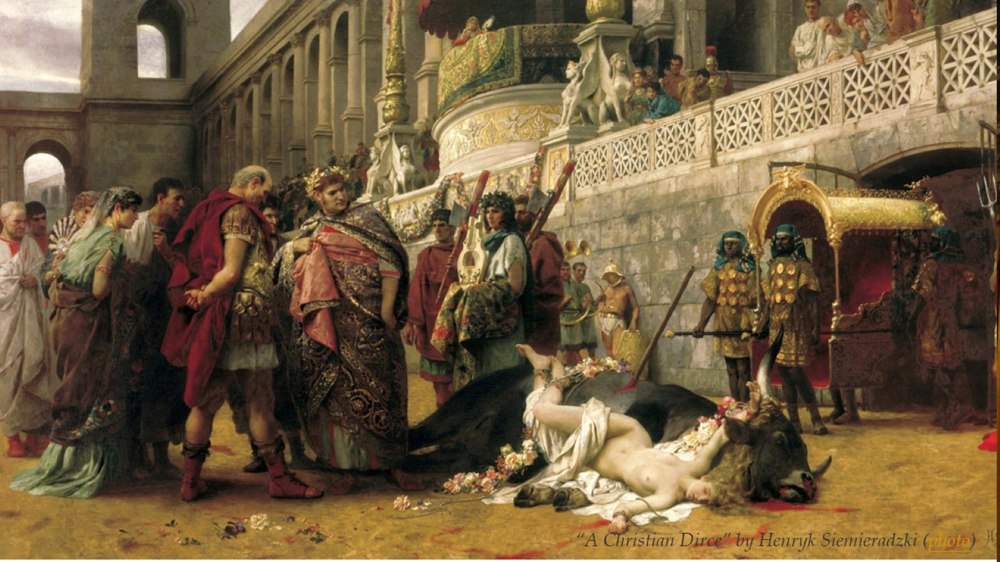 “A Christian Dirce” by Henryk Siemieradzki (photo)